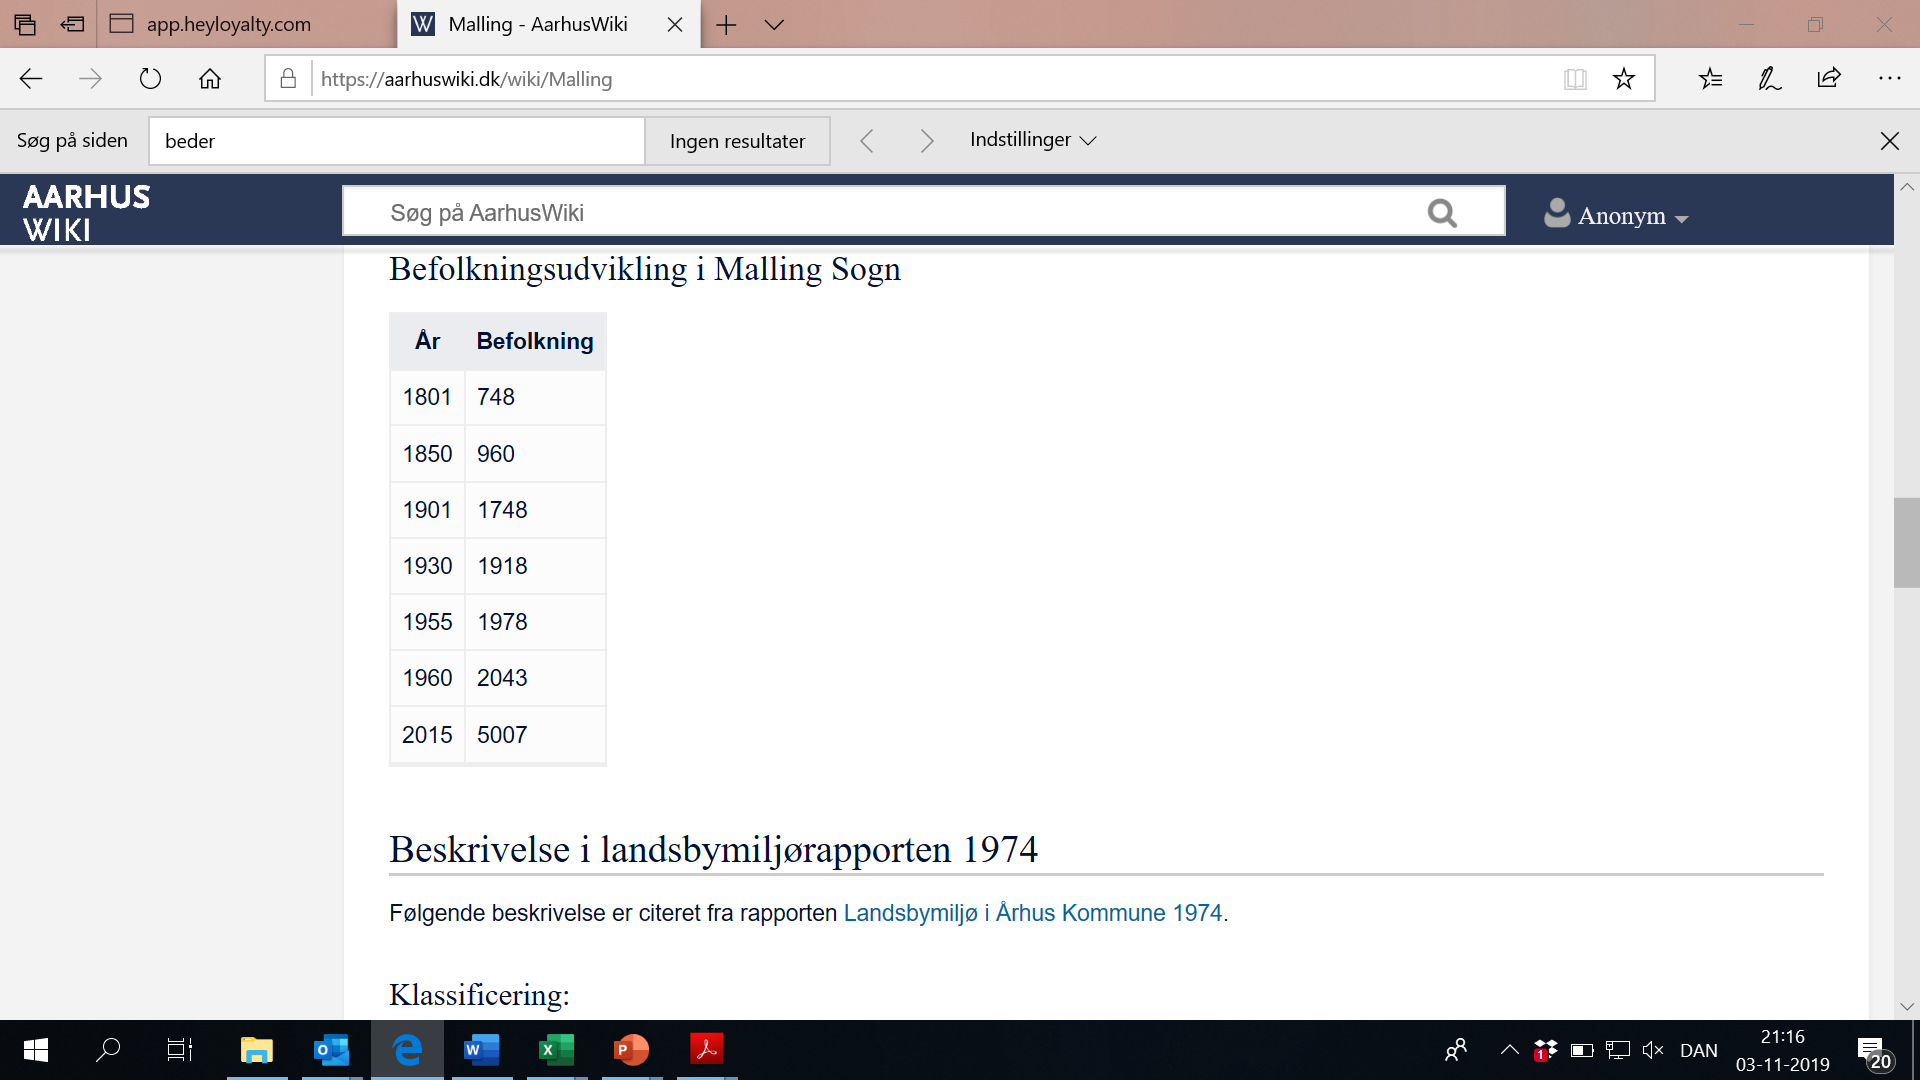 app.heyloyalty.com
W Malling - AarhusWiki
https://aarhuswiki.dk/wiki/Malling
Søg på siden beder Ingen resultater Indstillinger
AARHUS
WIKI
Søg på AarhusWiki
Anonym
Befolkningsudvikling i Malling Sogn
År Befolkning
1801 748
1850 960
1901 1748
1930 1918
1955 1978
1960 2043
2015 5007
Beskrivelse i landsbymiljørapporten 1974
Følgende beskrivelse er citeret fra rapporten Landsbymiljø i Århus Kommune 1974.
Klassificering:
1 DAN 21:16
03-11-2019 20